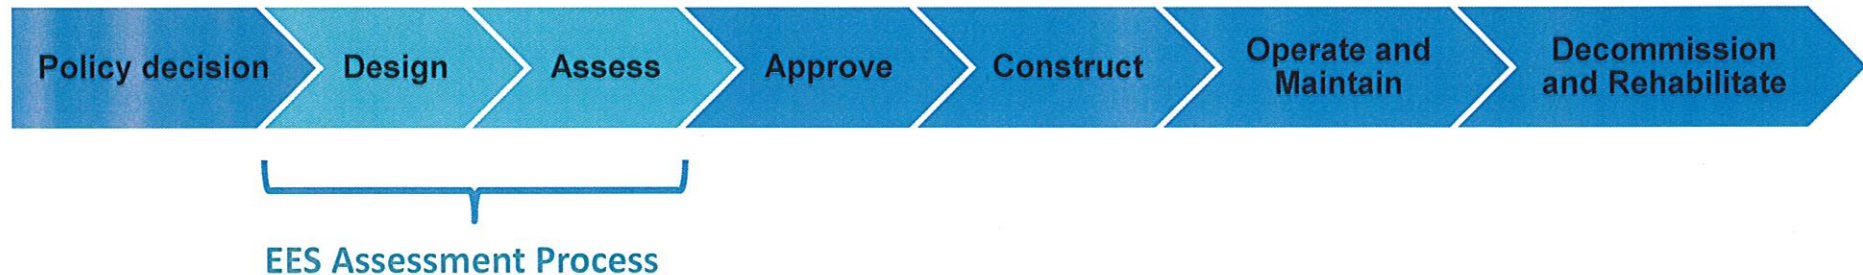 Policy decision
Design
Assess
Approve
Construct
Operate and
Maintain
Decommission
and Rehabilitate
EES Assessment Process